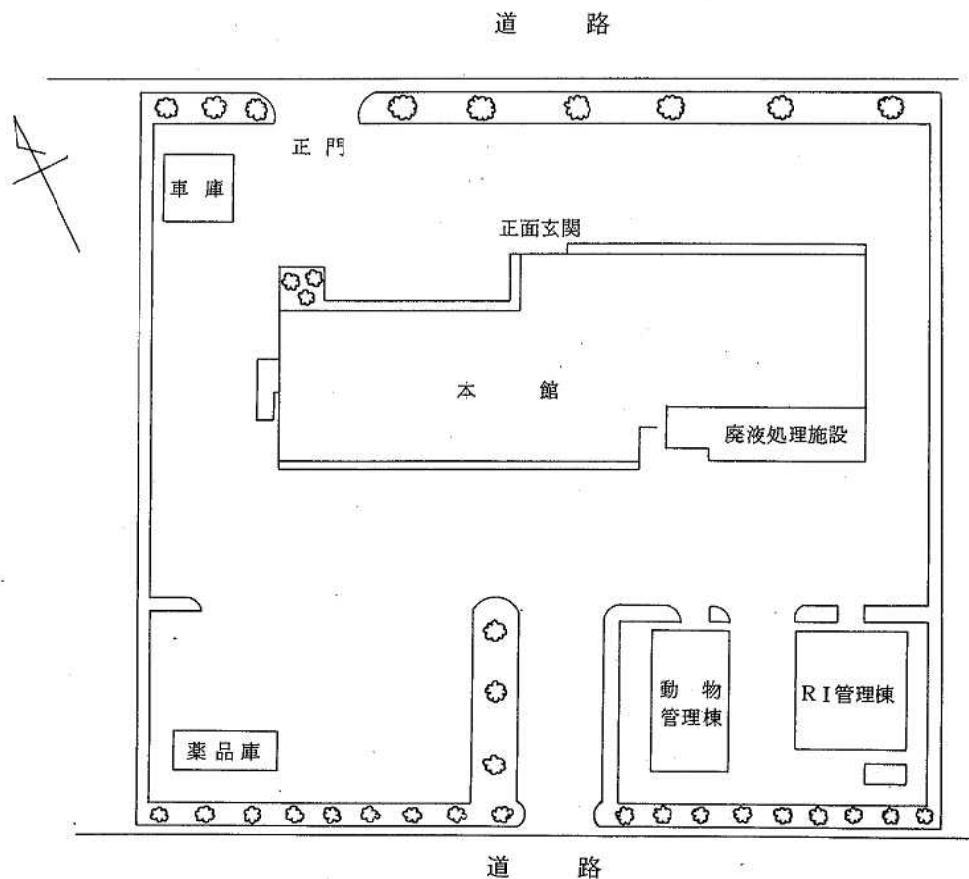 道 路
正門
車庫
正面玄関
本 館
廃液処理施設
動物
管理棟
RI管理棟
薬品庫
道 路